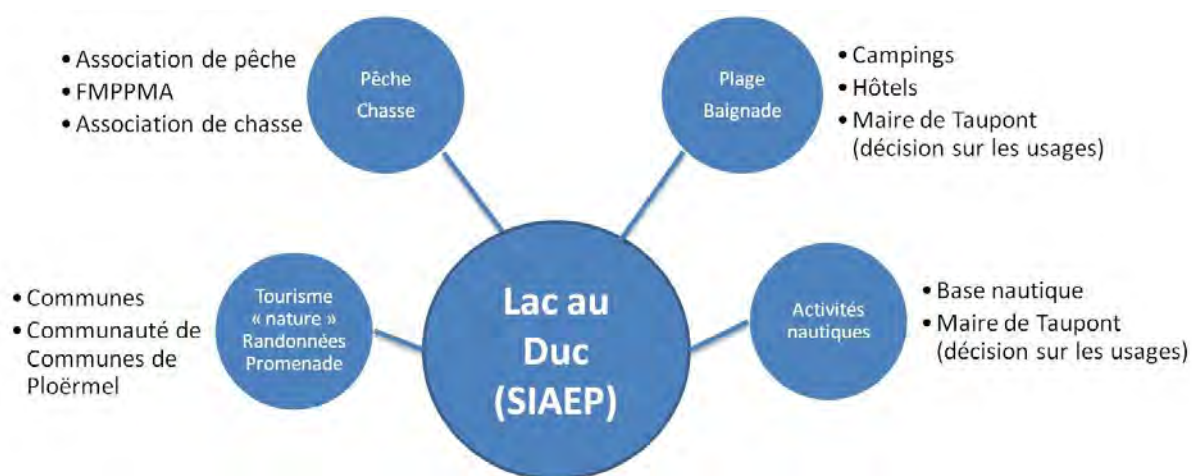 • Association de pêche
• FMPPMA
• Association de chasse
Pêche
Chasse
Plage
Baignade
• Campings
• Hôtels
• Maire de Taupont
(décision sur les usages)
• Communes
• Communauté de
Communes de
Ploërmel
Tourisme
« nature »
Randonnées
Promenade
Lac au
Duc
(SIAEP)
Activités
nautiques
• Base nautique
• Maire de Taupont
(décision sur les usages)